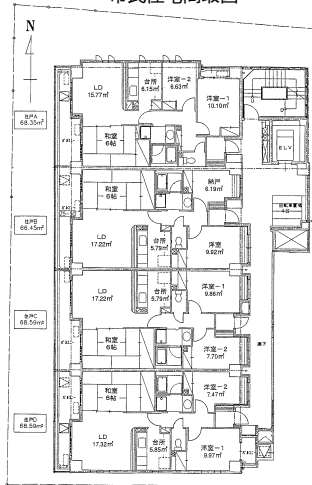 N
LD
15.77㎡
台所
6.15㎡
洋室－2
6.63㎡
洋室－1
10.10㎡
住戸A
68.35㎡
和室
6帖
ELV
和室
6帖
納戸
6.19㎡
住戸B
66.45㎡
LD
17.22㎡
台所
5.79㎡
洋室
9.92㎡
LD
17.22㎡
台所
5.79㎡
洋室－1
9.86㎡
住戸C
68.59㎡
和室
6帖
洋室－2
7.70㎡
廊下
和室
6帖
洋室－2
7.47㎡
住戸D
68.59㎡
LD
17.32㎡
台所
5.85㎡
洋室－1
9.97㎡